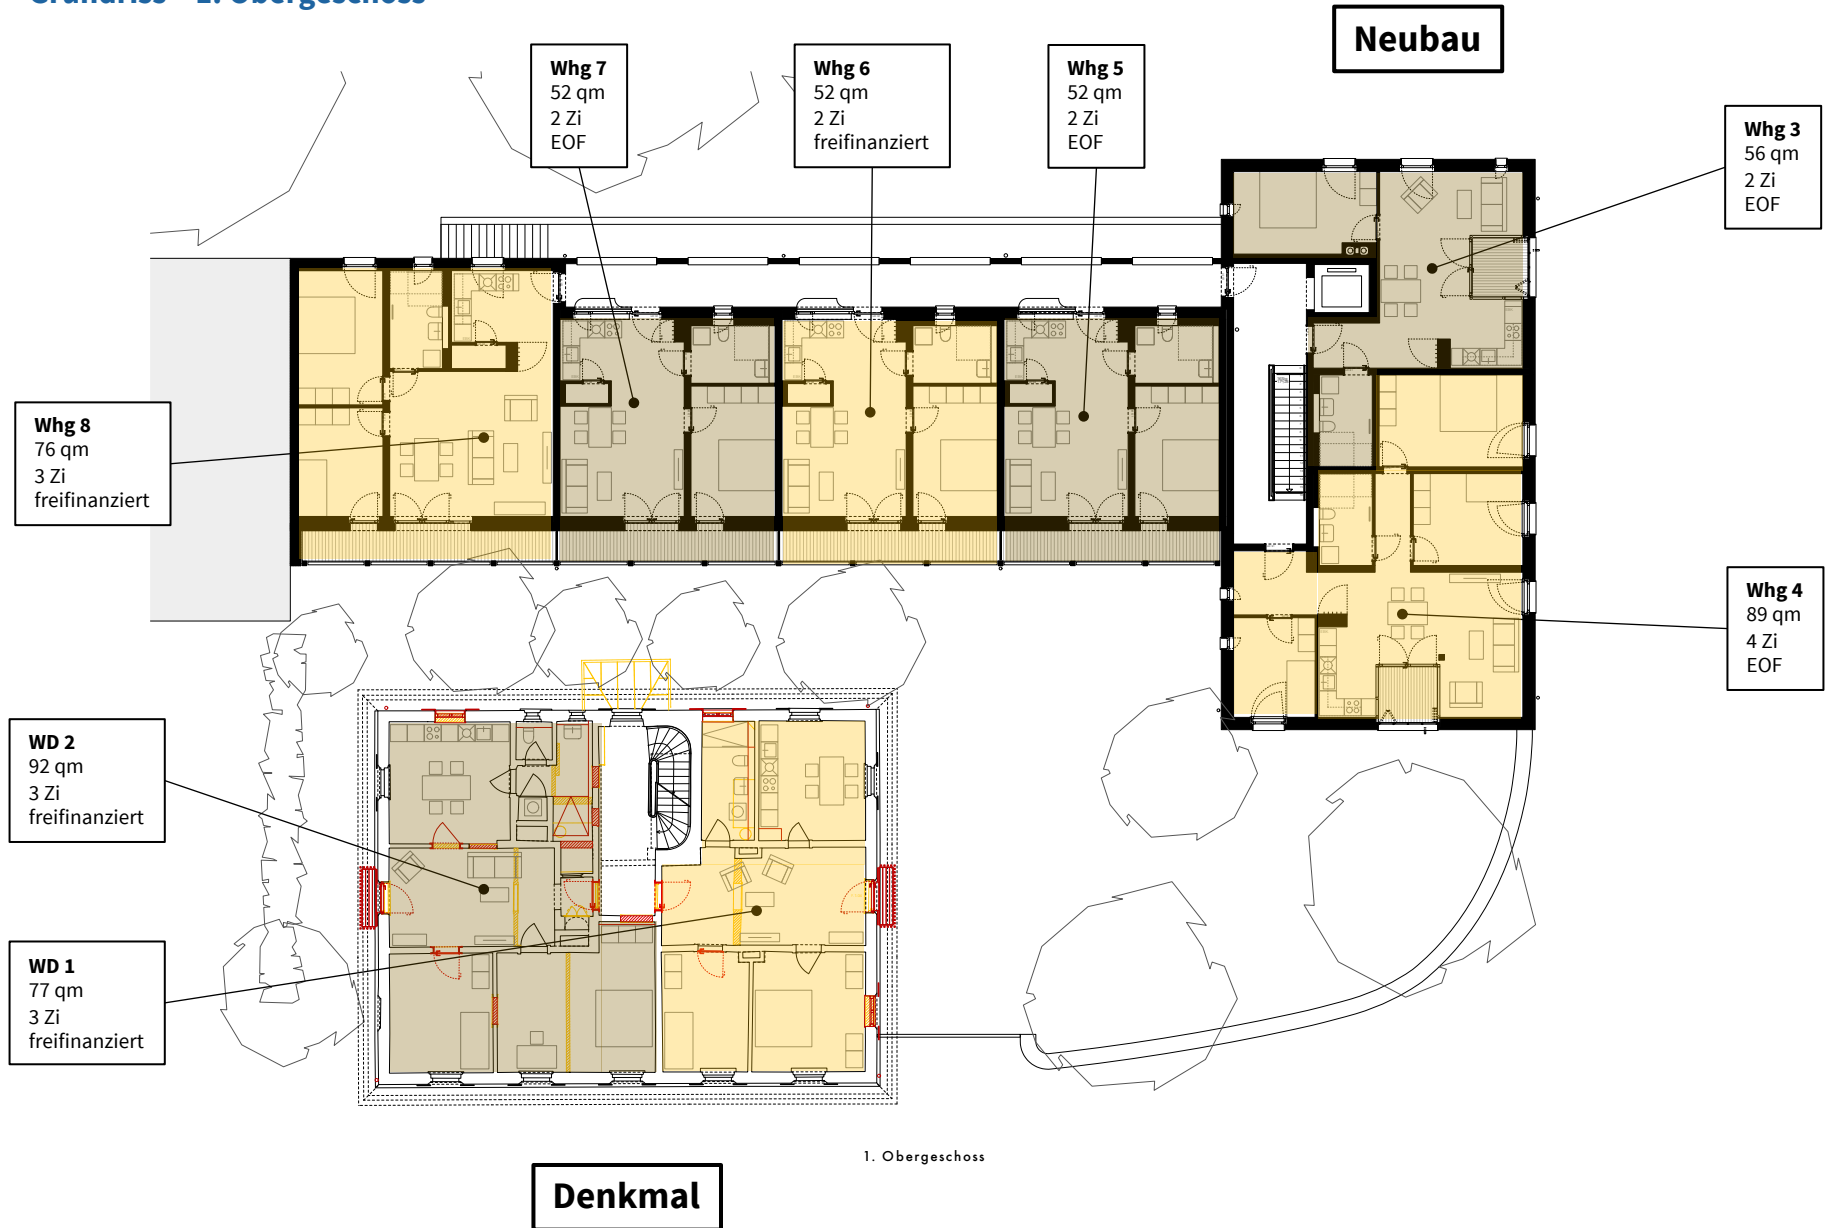 Grundriss – 1. Obergeschoss
Neubau
Whg 7
52 qm
2 Zi
EOF
Whg 6
52 qm
2 Zi
freifinanziert
Whg 5
52 qm
2 Zi
EOF
Whg 3
56 qm
2 Zi
EOF
Whg 8
76 qm
3 Zi
freifinanziert
Whg 4
89 qm
4 Zi
EOF
WD 2
92 qm
3 Zi
freifinanziert
WD 1
77 qm
3 Zi
freifinanziert
1. Obergeschoss
Denkmal